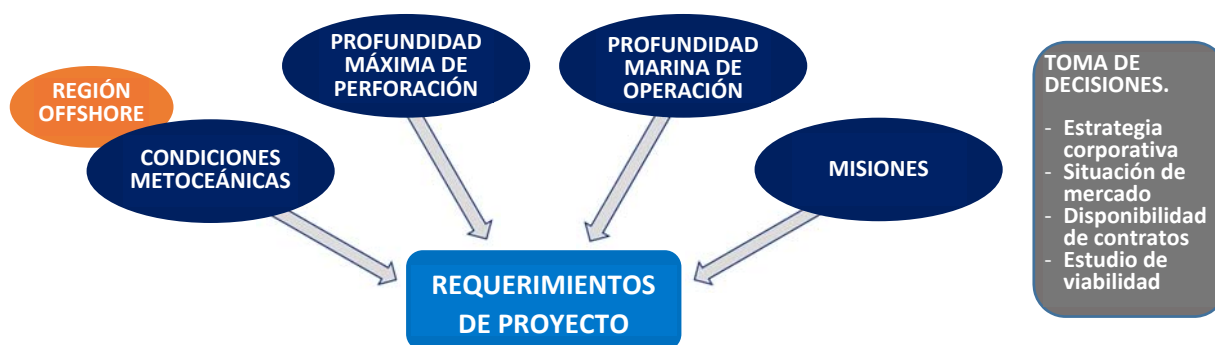 REGIÓN
OFFSHORE
CONDICIONES
METOCEÁNICAS
PROFUNDIDAD
MÁXIMA DE
PERFORACIÓN
PROFUNDIDAD
MARINA DE
OPERACIÓN
MISIONES
REQUERIMIENTOS
DE PROYECTO
TOMA DE
DECISIONES.
- Estrategia
corporativa
- Situación de
mercado
- Disponibilidad
de contratos
- Estudio de
viabilidad